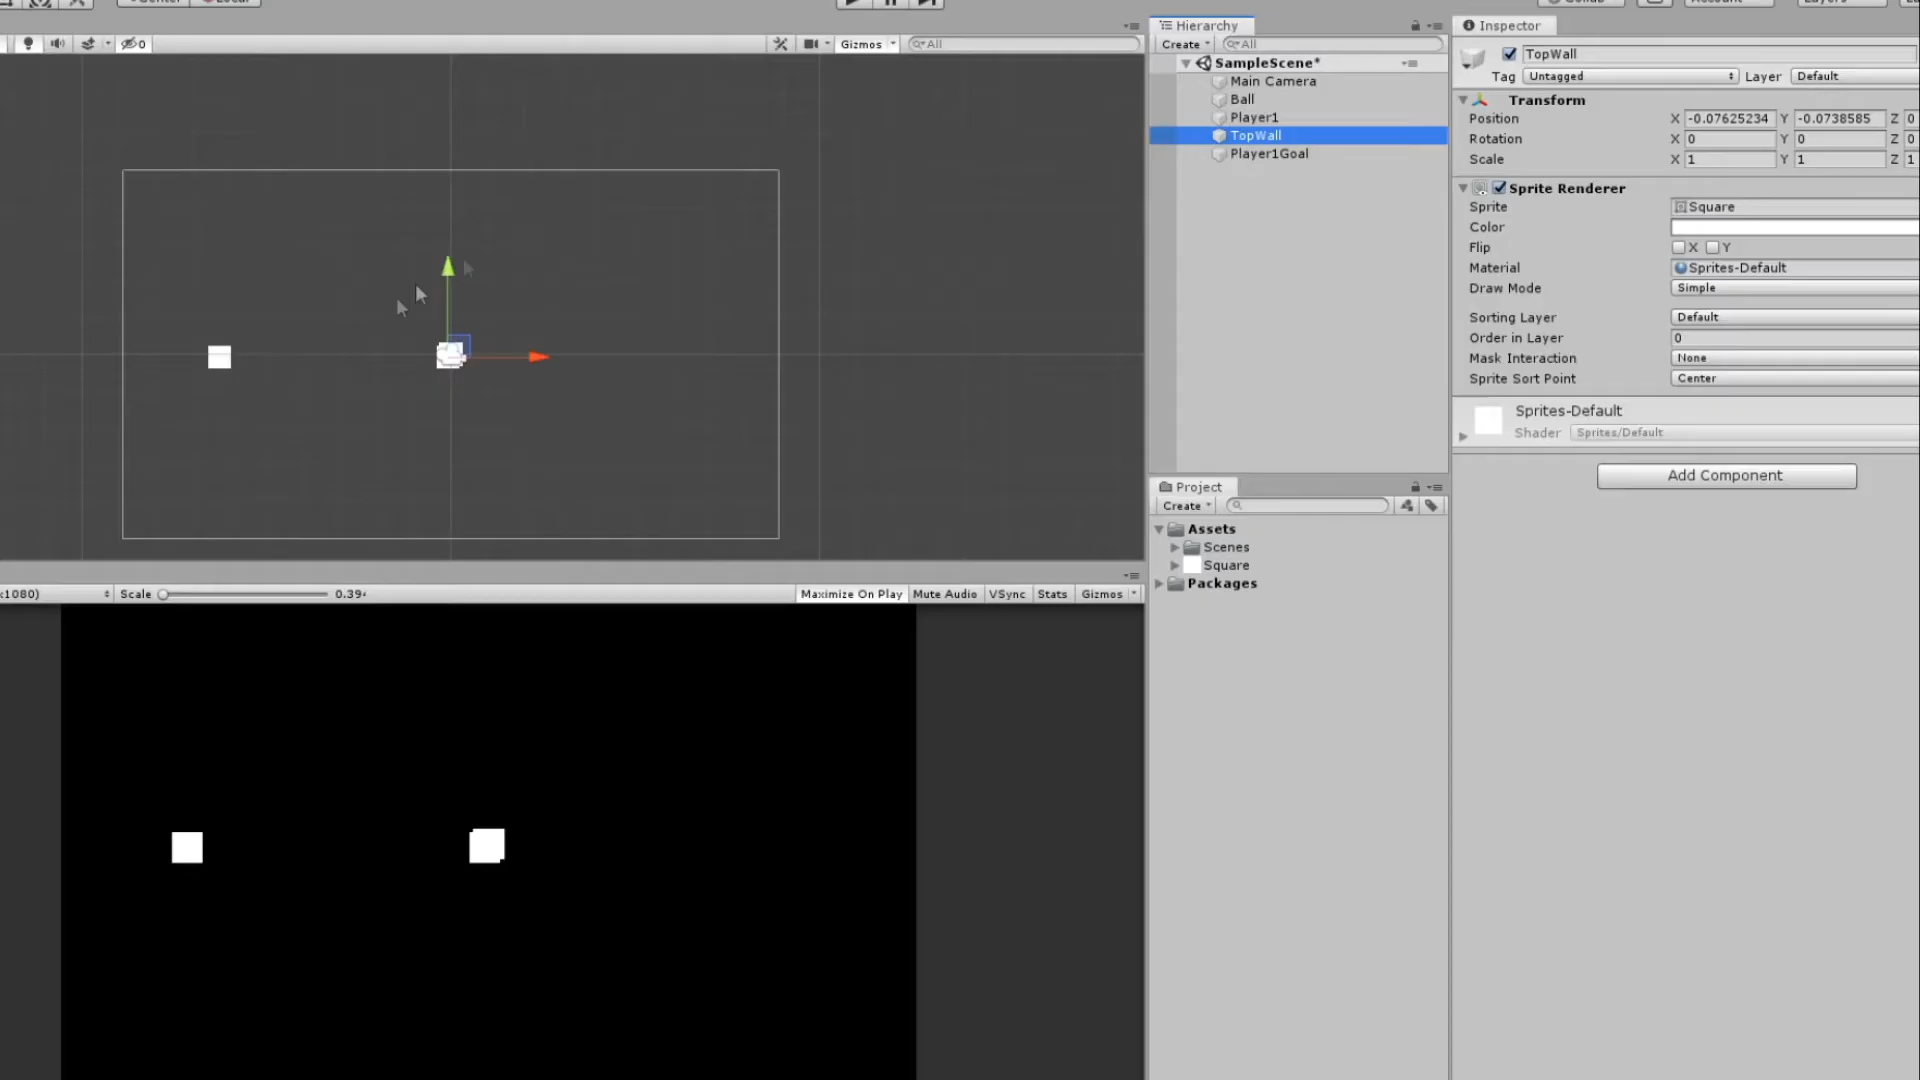 Center Local
0 Gizmos All
Hierarchy
Create All
SampleScene*
Main Camera
Ball
Player1
TopWall
Player1Goal
Inspector
TopWall
Tag Untagged Layer Default
Transform
Position X -0.07625234 Y -0.0738585 Z 0
Rotation X 0 Y 0 Z 0
Scale X 1 Y 1 Z 1
Sprite Renderer
Sprite Square
Color
Flip X Y
Material Sprites-Default
Draw Mode Simple
Sorting Layer Default
Order in Layer 0
Mask Interaction None
Sprite Sort Point Center
Sprites-Default
Shader Sprites/Default
Add Component
Project
Create
Assets
Scenes
Square
Packages
1080) Scale 0.39 Maximize On Play Mute Audio VSync Stats Gizmos